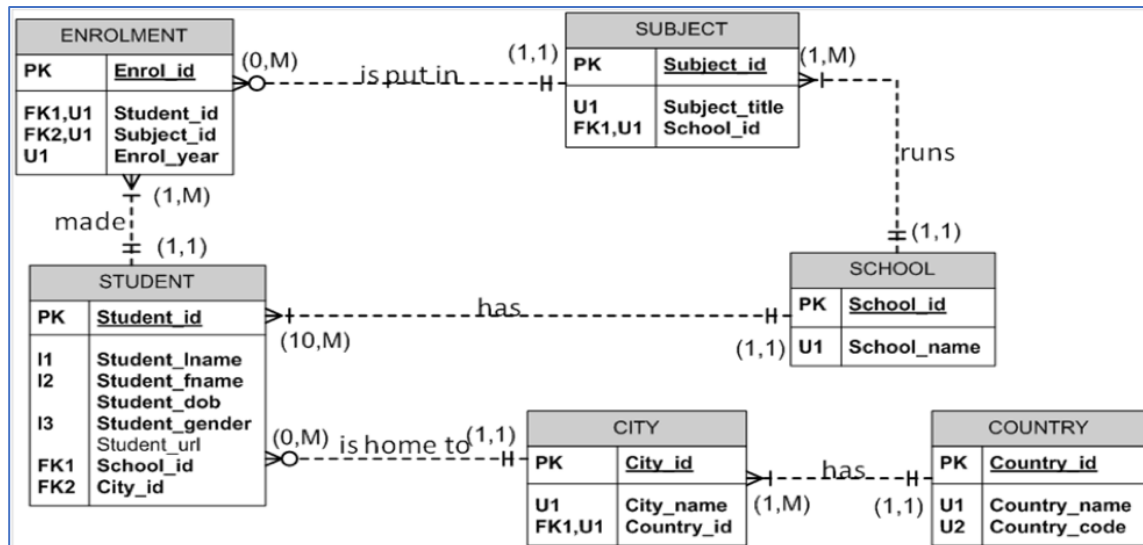 ENROLMENT
PK Enrol_id
FK1,U1 Student_id
FK2,U1 Subject_id
U1 Enrol_year
(0,M)
is put in
(1,1)
SUBJECT
PK Subject_id
U1 Subject_title
FK1,U1 School_id
(1,M)
runs
(1,1)
(1,M)
made
(1,1)
STUDENT
PK Student_id
I1 Student_lname
I2 Student_fname
Student_dob
I3 Student_gender
Student_url
FK1 School_id
FK2 City_id
(10,M)
has
(1,1)
SCHOOL
PK School_id
U1 School_name
(0,M)
is home to
(1,1)
CITY
PK City_id
U1 City_name
FK1,U1 Country_id
(1,M)
has
(1,1)
COUNTRY
PK Country_id
U1 Country_name
U2 Country_code